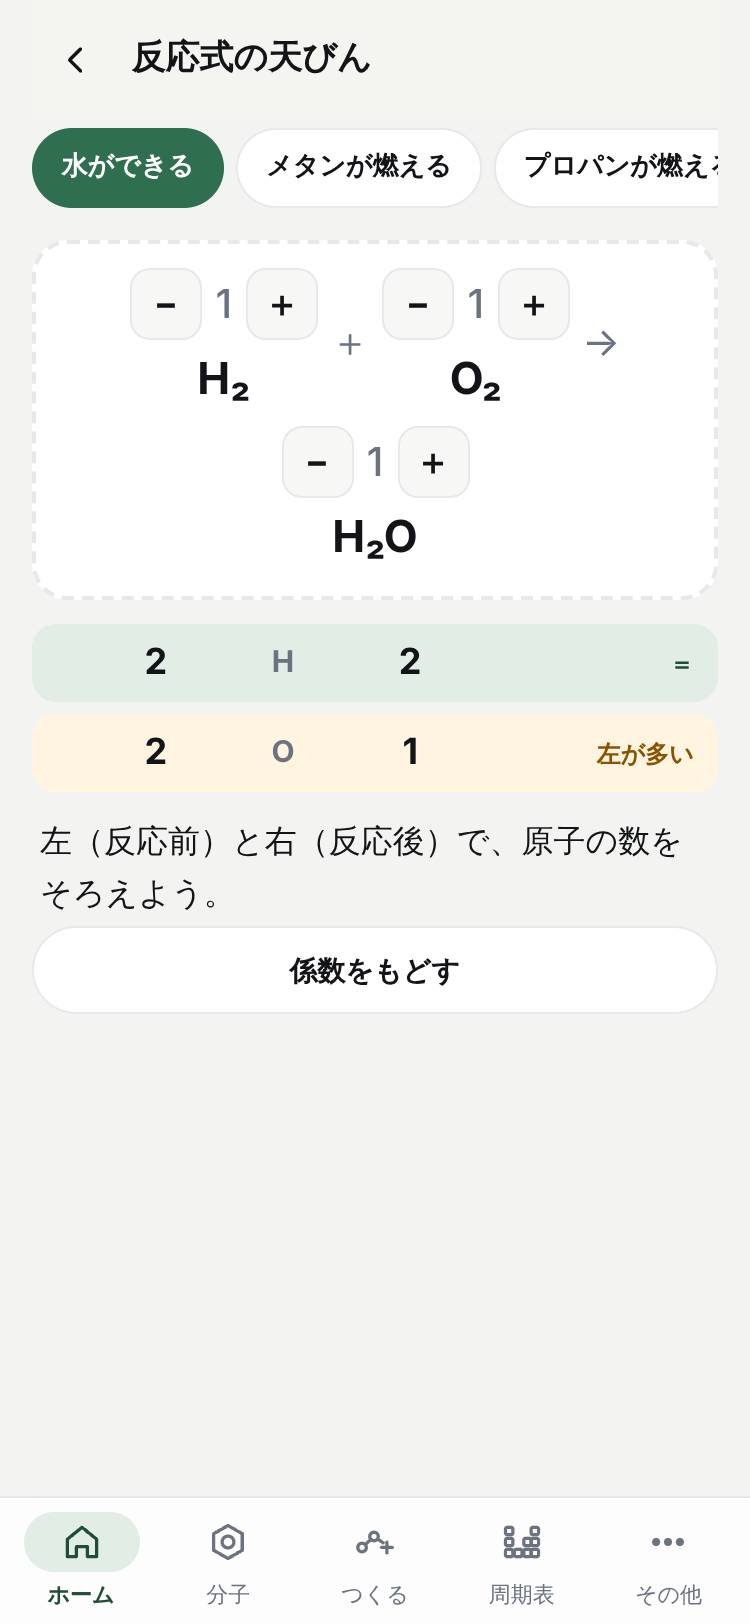 反応式の天びん
水ができる メタンが燃える プロパンが燃え
− 1 + − 1 +
H₂ + O₂ →
− 1 +
H₂O
2 H 2 =
2 O 1 左が多い
左（反応前）と右（反応後）で、原子の数を
そろえよう。
係数をもどす
ホーム 分子 つくる 周期表 その他